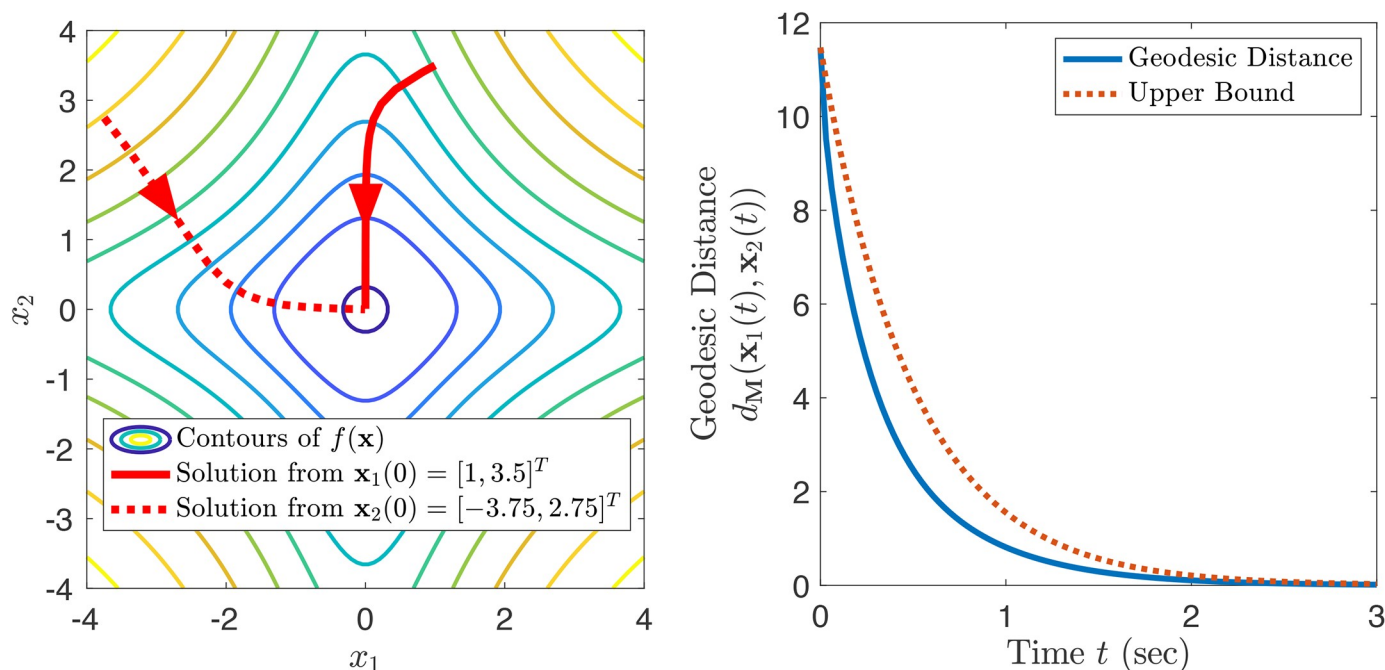 4
3
2
1
0
-1
-2
-3
-4
x₂
-4
-2
0
2
4
x₁
Contours of f(x)
Solution from x₁(0) = [1, 3.5]ᵀ
Solution from x₂(0) = [−3.75, 2.75]ᵀ
12
10
8
6
4
2
0
Geodesic Distance
d_M(x₁(t), x₂(t))
0
1
2
3
Time t (sec)
Geodesic Distance
Upper Bound